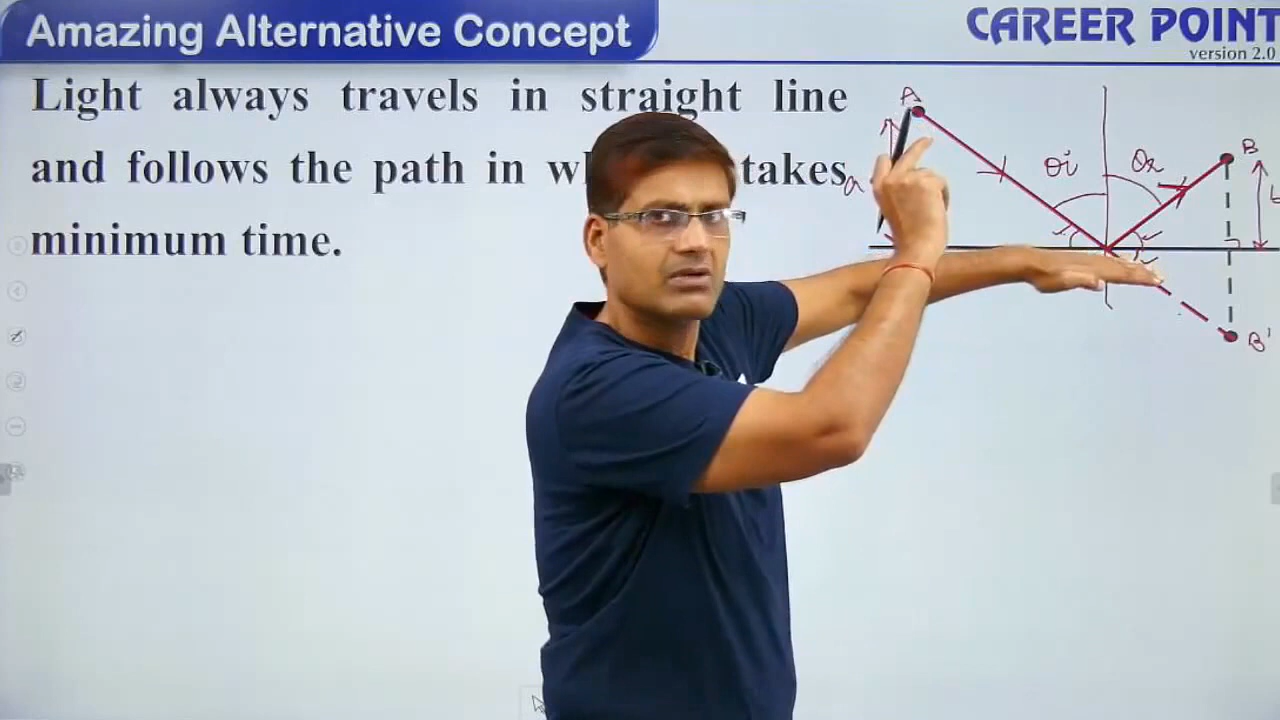 Amazing Alternative Concept
CAREER POINT
version 2.0
Light always travels in straight line
and follows the path in takes
minimum time.
A
B
θi
θr
a
B'